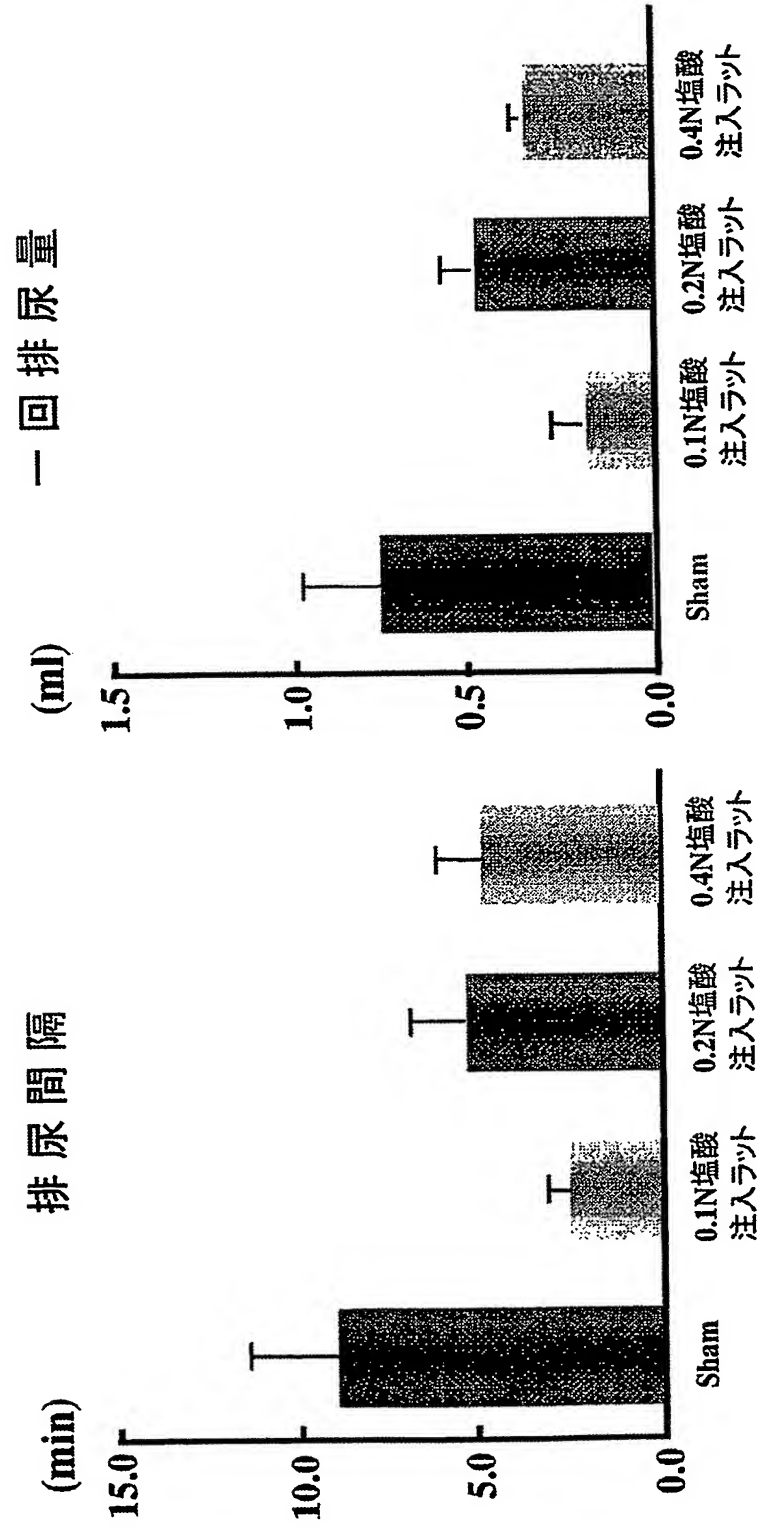 排尿間隔
(min)
15.0
10.0
5.0
0.0
Sham
0.1N塩酸
注入ラット
0.2N塩酸
注入ラット
0.4N塩酸
注入ラット
一回排尿量
(ml)
1.5
1.0
0.5
0.0
Sham
0.1N塩酸
注入ラット
0.2N塩酸
注入ラット
0.4N塩酸
注入ラット